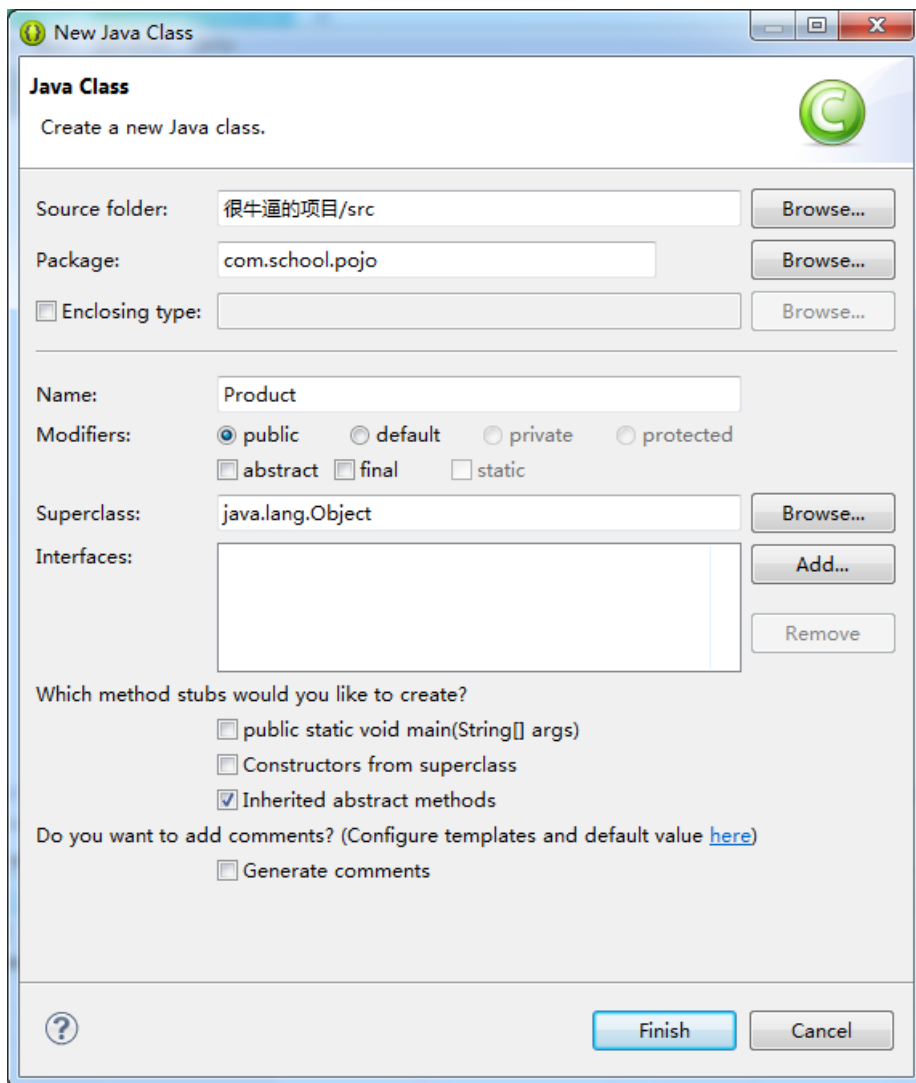 New Java Class
Java Class
Create a new Java class.
Source folder: 很牛逼的项目/src Browse...
Package: com.school.pojo Browse...
Enclosing type: Browse...
Name: Product
Modifiers: public default private protected
abstract final static
Superclass: java.lang.Object Browse...
Interfaces: Add...
Remove
Which method stubs would you like to create?
public static void main(String[] args)
Constructors from superclass
Inherited abstract methods
Do you want to add comments? (Configure templates and default value here)
Generate comments
Finish Cancel